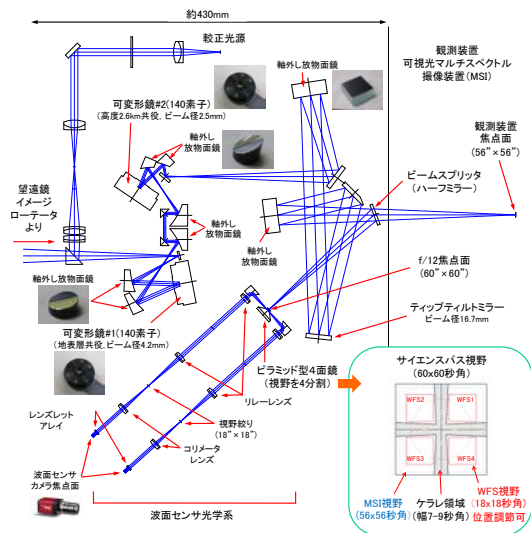 約430mm
較正光源
観測装置
可視光マルチスペクトル
撮像装置(MSI)
軸外し
放物面鏡
可変形鏡#2(140素子)
(高度2.6km共役、ビーム径2.5mm)
軸外し
放物面鏡
観測装置
焦点面
(56"×56")
ビームスプリッタ
(ハーフミラー)
望遠鏡
イメージ
ローテータ
より
軸外し
放物面鏡
軸外し
放物面鏡
軸外し
放物面鏡
f/12焦点面
(60"×60")
ティップティルトミラー
ビーム径16.7mm
可変形鏡#1(140素子)
(地表層共役、ビーム径4.2mm)
ピラミッド型4面鏡
(視野を4分割)
リレーレンズ
レンズレット
アレイ
視野絞り
(18"×18")
コリメータ
レンズ
波面センサ
カメラ焦点面
波面センサ光学系
サイエンスパス視野
(60x60秒角)
WFS2
WFS1
WFS3
WFS4
MSI視野
(56x56秒角)
ケラレ領域
(幅7-9秒角)
WFS視野
(18x18秒角)
位置調節可